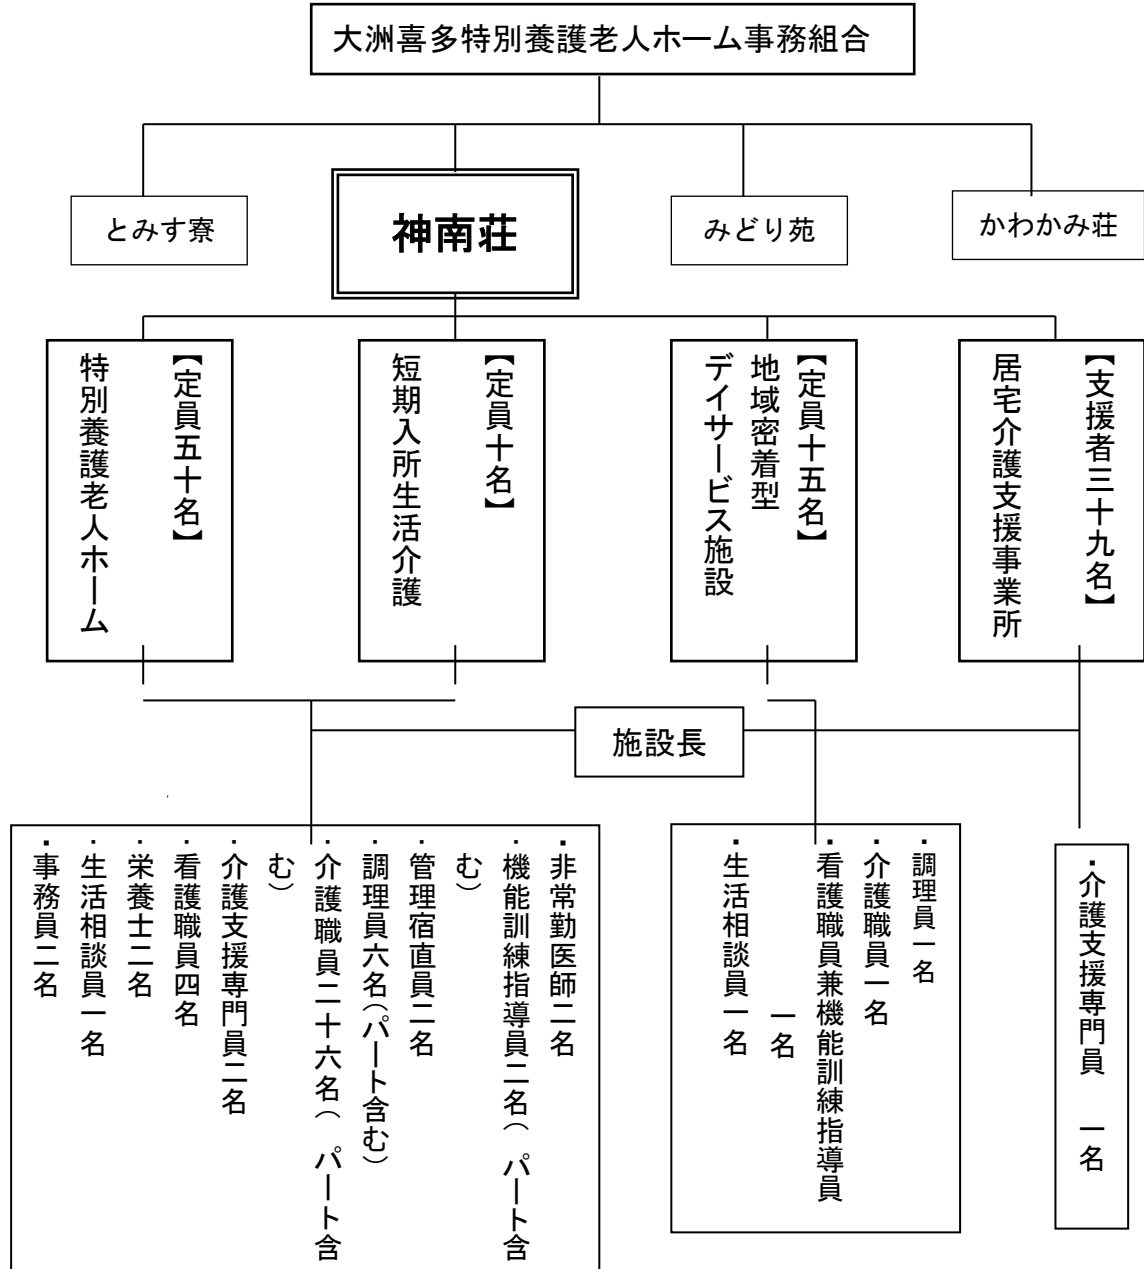 大洲喜多特別養護老人ホーム事務組合
とみす寮
神南荘
みどり苑
かわかみ荘
【定員五十名】
特別養護老人ホーム
【定員十名】
短期入所生活介護
【定員十五名】
地域密着型
デイサービス施設
【支援者三十九名】
居宅介護支援事業所
施設長
・非常勤医師二名
・機能訓練指導員二名（パート含
む）
・管理宿直員二名
・調理員六名（パート含む）
・介護職員二十六名（パート含
む）
・介護支援専門員二名
・看護職員四名
・栄養士二名
・生活相談員一名
・事務員二名
・調理員一名
・介護職員一名
・看護職員兼機能訓練指導員
一名
・生活相談員一名
・介護支援専門員　一名